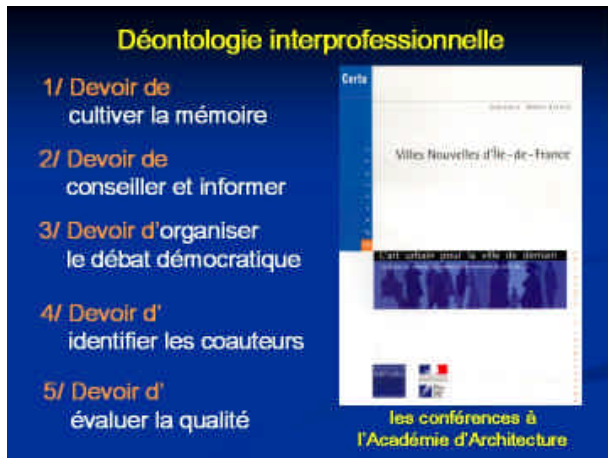 Déontologie interprofessionnelle
1/ Devoir de
cultiver la mémoire
2/ Devoir de
conseiller et informer
3/ Devoir d'organiser
le débat démocratique
4/ Devoir d'
identifier les coauteurs
5/ Devoir d'
évaluer la qualité
Certu
Villes Nouvelles d'Île-de-France
L'art urbain pour la ville de demain
les conférences à
l'Académie d'Architecture